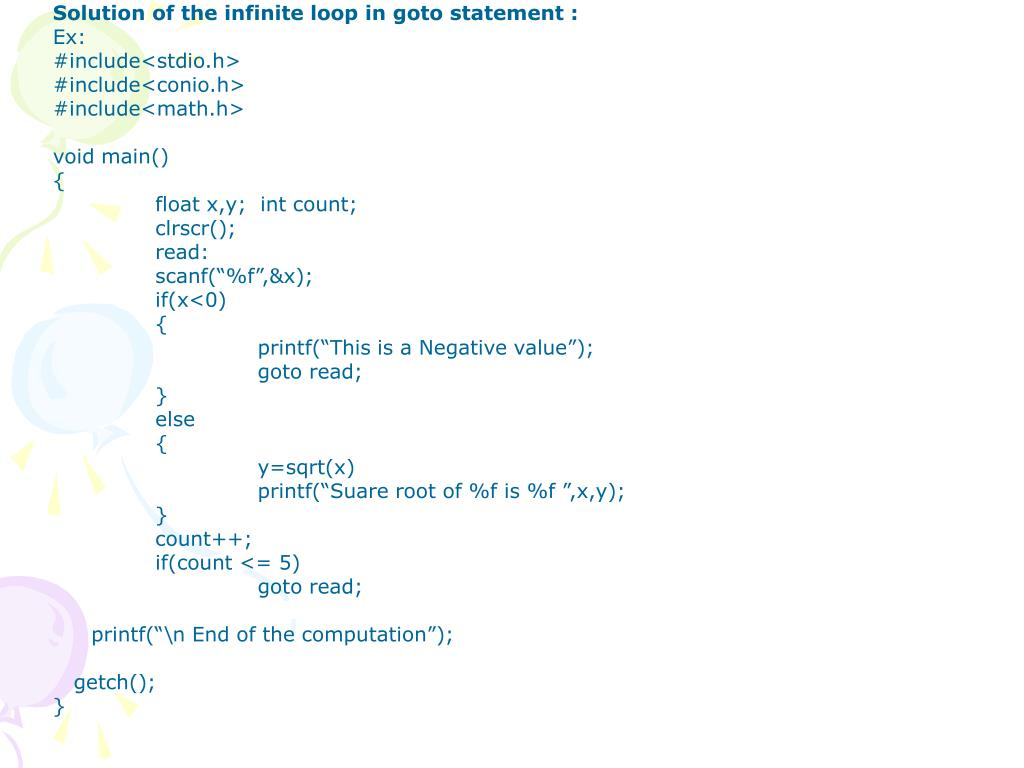 Solution of the infinite loop in goto statement :
Ex:
#include<stdio.h>
#include<conio.h>
#include<math.h>
void main()
{
float x,y;  int count;
clrscr();
read:
scanf(“%f”,&x);
if(x<0)
{
printf(“This is a Negative value”);
goto read;
}
else
{
y=sqrt(x)
printf(“Suare root of %f is %f ”,x,y);
}
count++;
if(count <= 5)
goto read;
printf(“\n End of the computation”);
getch();
}